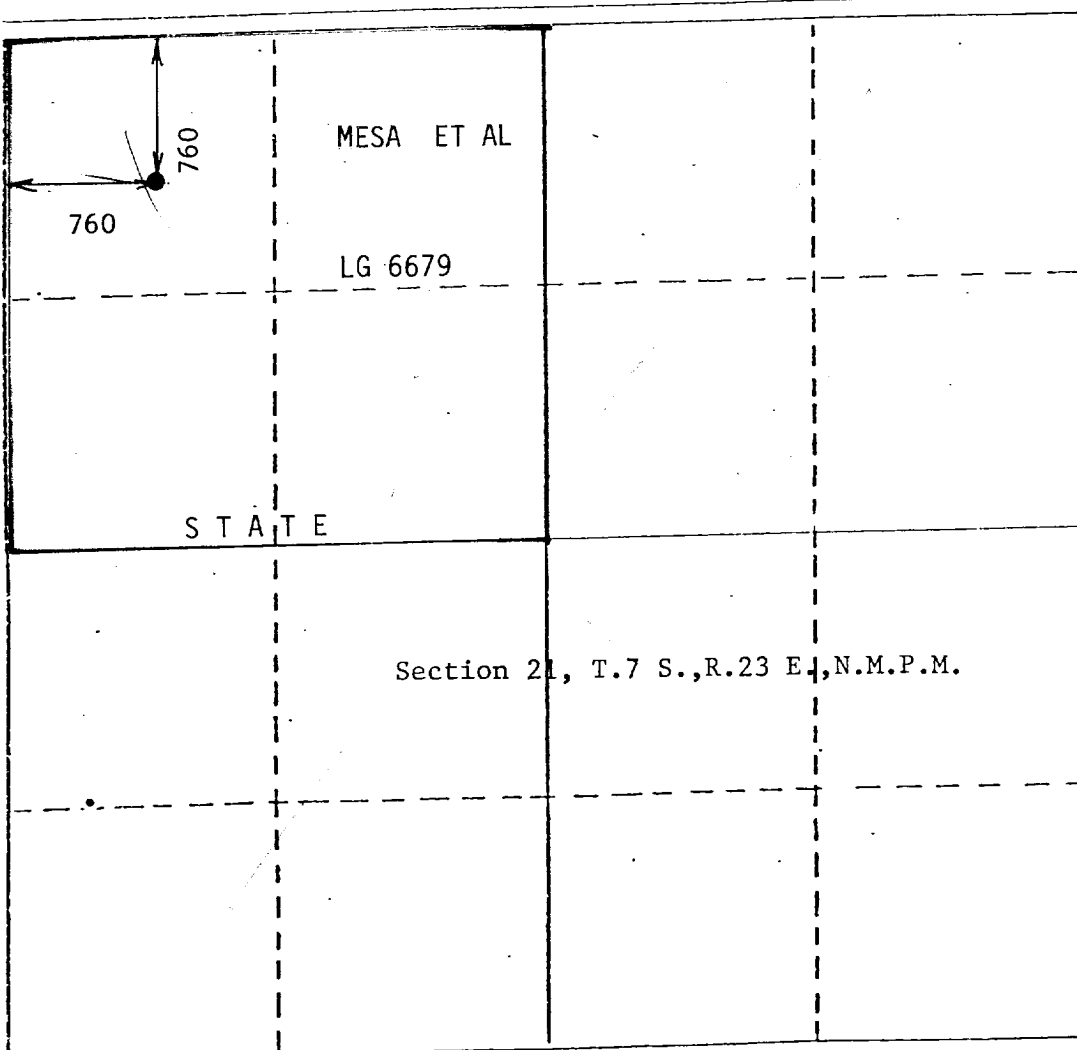 MESA ET AL
760
760
LG 6679
STATE
Section 21, T.7 S.,R.23 E.,N.M.P.M.